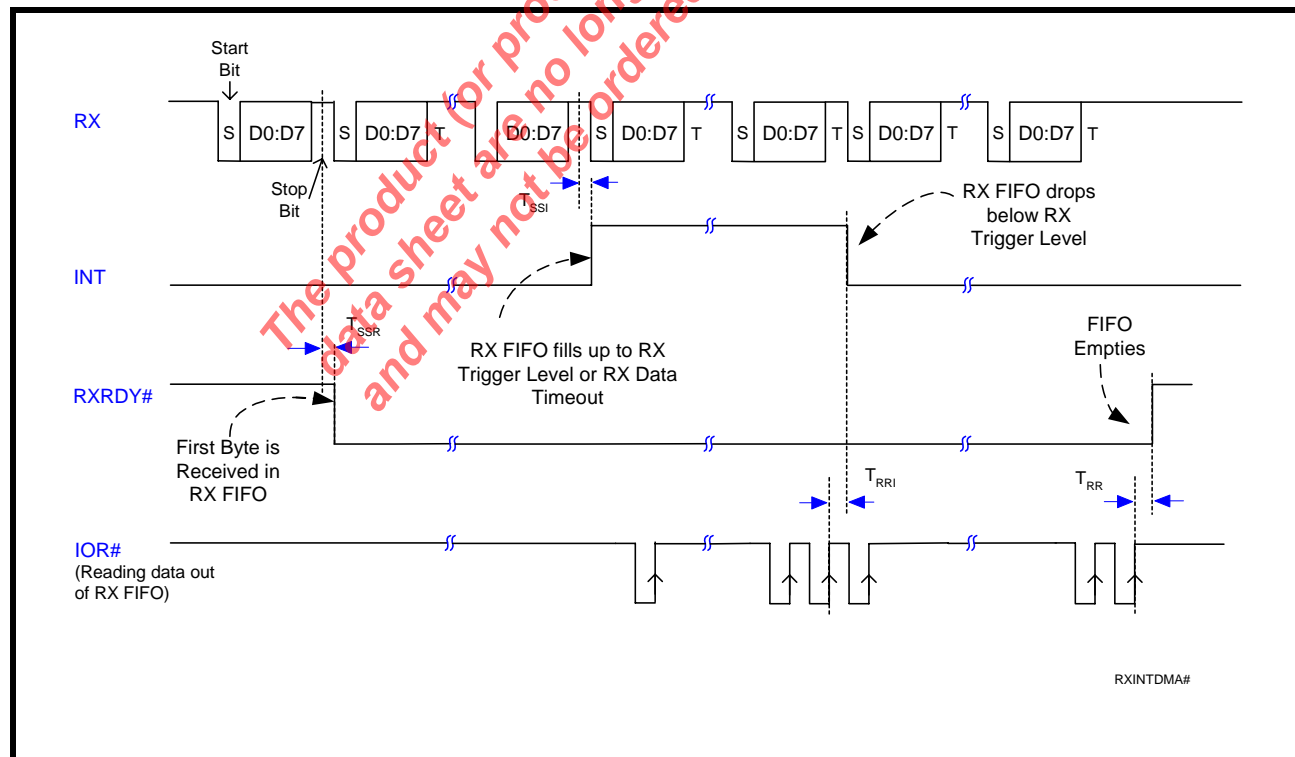 The product (or pro
data sheet are no long
and may not be ordered
Start
Bit
RX
S D0:D7 S D0:D7 T D0:D7 S D0:D7 T S D0:D7 T S D0:D7 T S D0:D7 T
Stop
Bit
TSSI
RX FIFO drops
below RX
Trigger Level
INT
TSSR
RX FIFO fills up to RX
Trigger Level or RX Data
Timeout
FIFO
Empties
RXRDY#
First Byte is
Received in
RX FIFO
TRRI
TRR
IOR#
(Reading data out
of RX FIFO)
RXINTDMA#